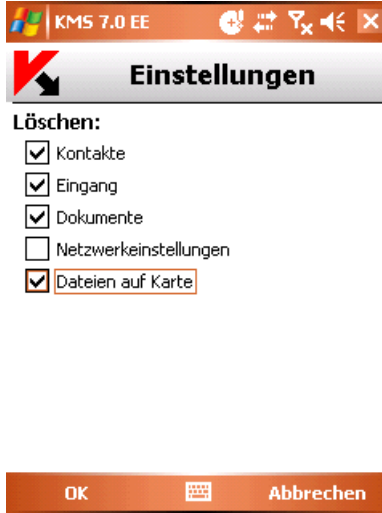 KMS 7.0 EE
Einstellungen
Löschen:
Kontakte
Eingang
Dokumente
Netzwerkeinstellungen
Dateien auf Karte
OK
Abbrechen